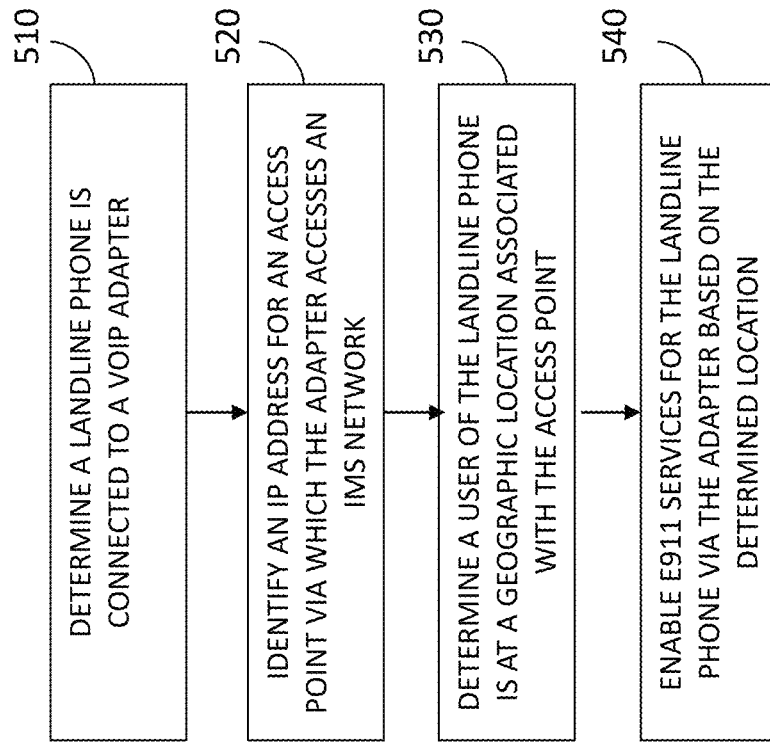 510
DETERMINE A LANDLINE PHONE IS
CONNECTED TO A VOIP ADAPTER
520
IDENTIFY AN IP ADDRESS FOR AN ACCESS
POINT VIA WHICH THE ADAPTER ACCESSES AN
IMS NETWORK
530
DETERMINE A USER OF THE LANDLINE PHONE
IS AT A GEOGRAPHIC LOCATION ASSOCIATED
WITH THE ACCESS POINT
540
ENABLE E911 SERVICES FOR THE LANDLINE
PHONE VIA THE ADAPTER BASED ON THE
DETERMINED LOCATION